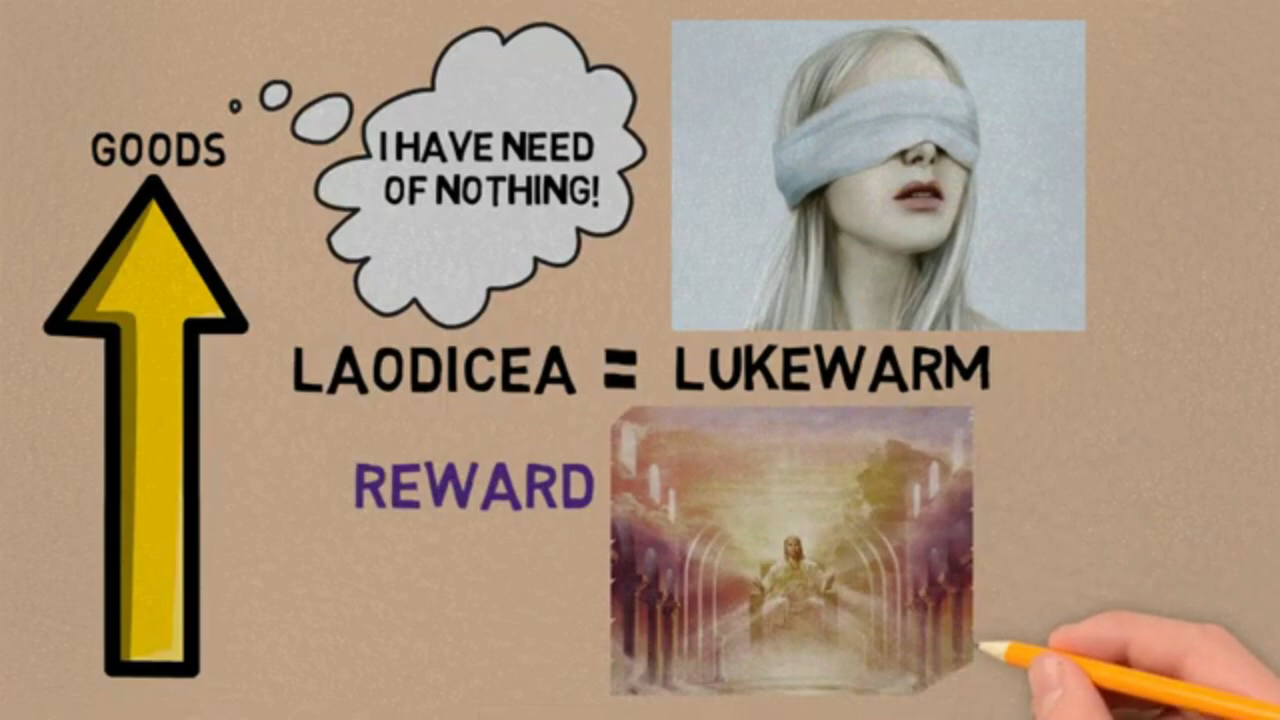 GOODS
I HAVE NEED
OF NOTHING!
LAODICEA = LUKEWARM
REWARD